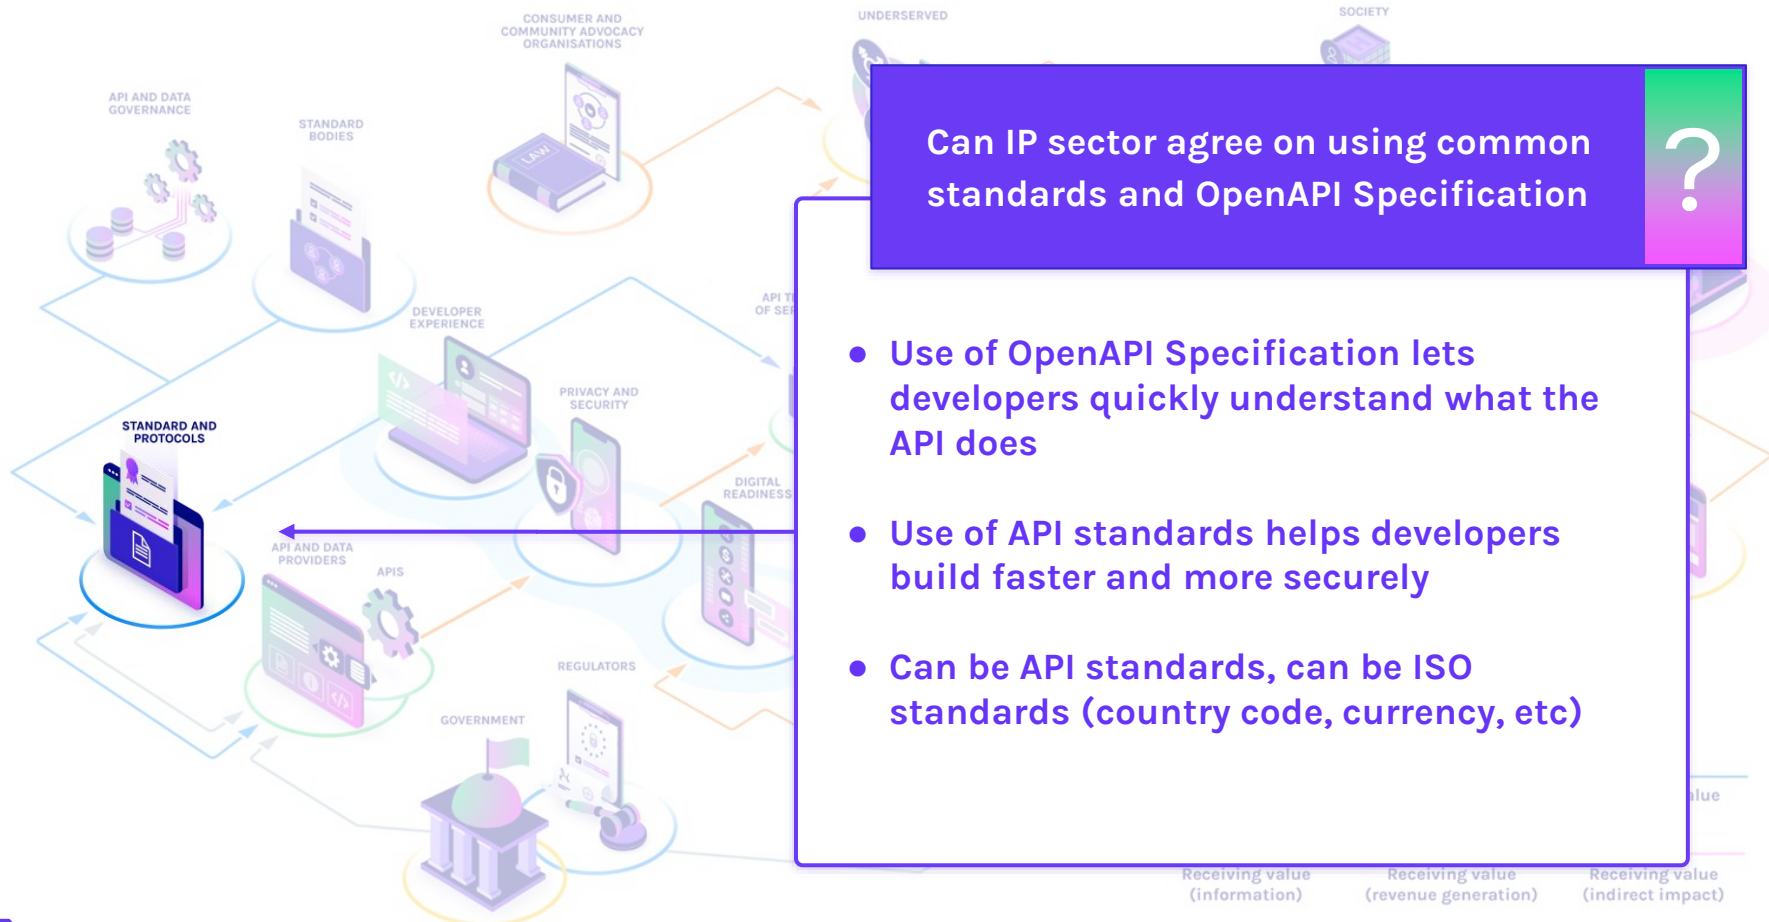 CONSUMER AND
COMMUNITY ADVOCACY
ORGANISATIONS
UNDERSERVED
SOCIETY
API AND DATA
GOVERNANCE
STANDARD
BODIES
LAW
Can IP sector agree on using common
standards and OpenAPI Specification
?
DEVELOPER
EXPERIENCE
API
OF
PRIVACY AND
SECURITY
STANDARD AND
PROTOCOLS
DIGITAL
READINESS
API AND DATA
PROVIDERS
APIS
REGULATORS
GOVERNMENT
● Use of OpenAPI Specification lets
developers quickly understand what the
API does
● Use of API standards helps developers
build faster and more securely
● Can be API standards, can be ISO
standards (country code, currency, etc)
Receiving value
(information)
Receiving value
(revenue generation)
Receiving value
(indirect impact)